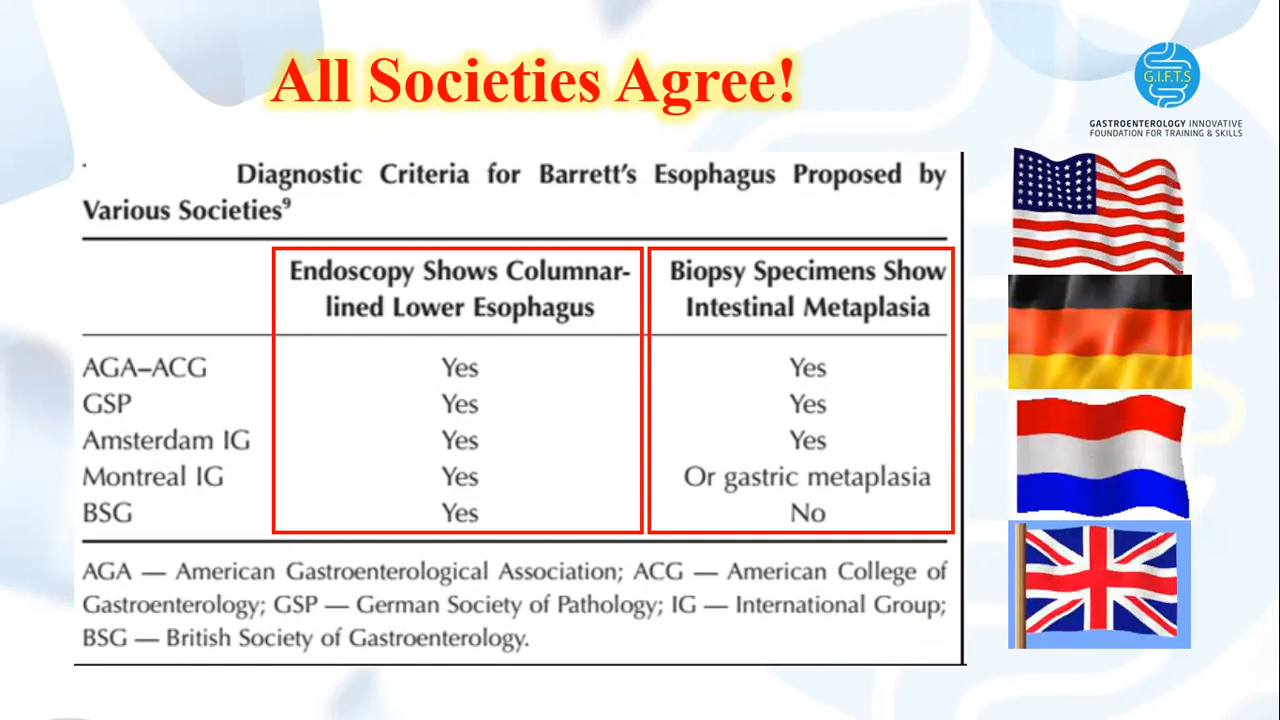 All Societies Agree!
G.I.F.T.S
GASTROENTEROLOGY INNOVATIVE
FOUNDATION FOR TRAINING & SKILLS
Diagnostic Criteria for Barrett's Esophagus Proposed by
Various Societies⁹
Endoscopy Shows Columnar-
lined Lower Esophagus
Biopsy Specimens Show
Intestinal Metaplasia
AGA–ACG Yes Yes
GSP Yes Yes
Amsterdam IG Yes Yes
Montreal IG Yes Or gastric metaplasia
BSG Yes No
AGA — American Gastroenterological Association; ACG — American College of
Gastroenterology; GSP — German Society of Pathology; IG — International Group;
BSG — British Society of Gastroenterology.